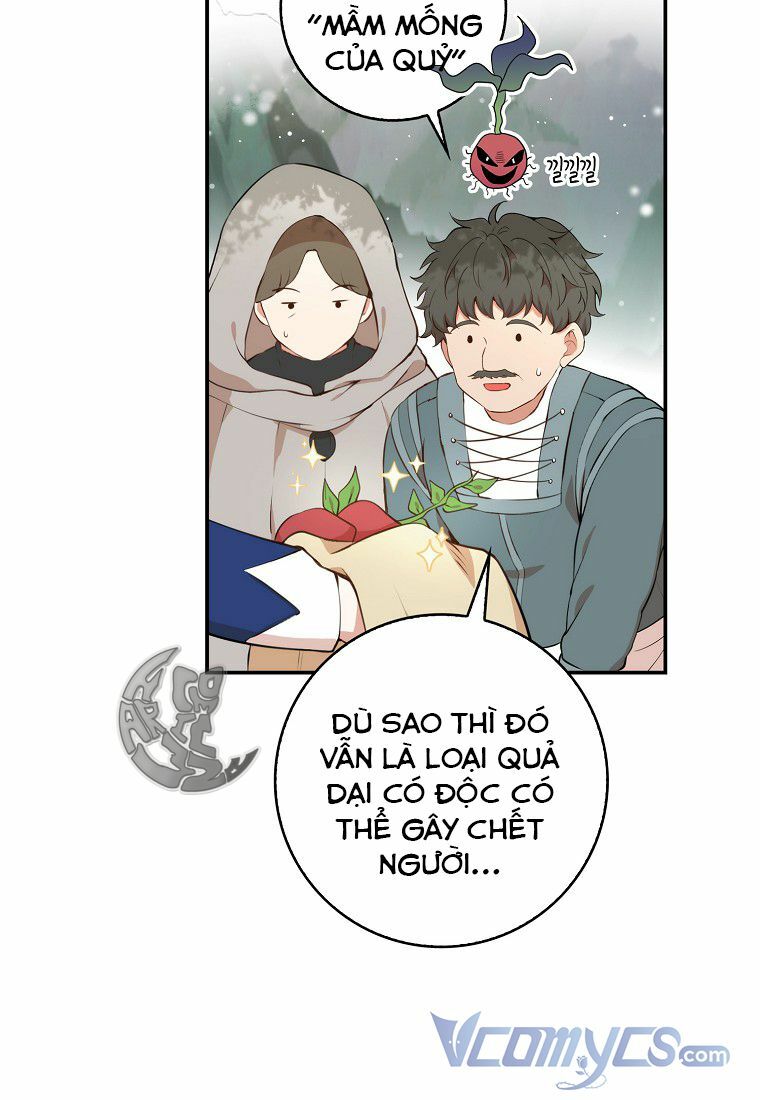 "MẦM MỐNG
CỦA QUỶ"
낄낄낄
DÙ SAO THÌ ĐÓ
VẪN LÀ LOẠI QUẢ
DẠI CÓ ĐỘC CÓ
THỂ GÂY CHẾT
NGƯỜI...
VCOMYCS.com